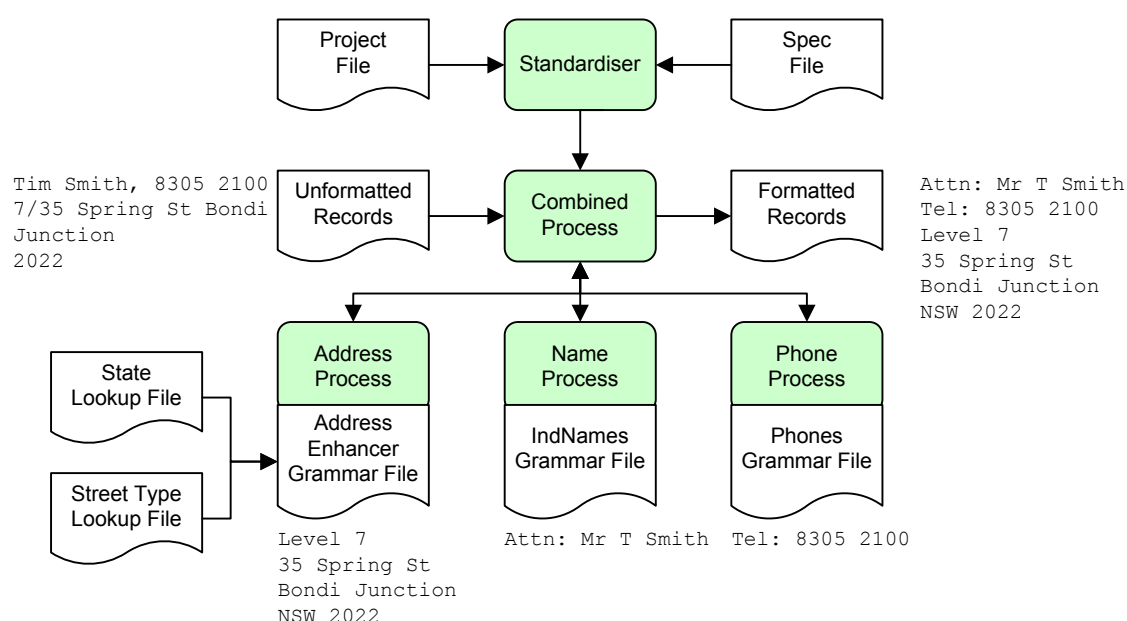 Project
File
Standardiser
Spec
File
Tim Smith, 8305 2100
7/35 Spring St Bondi
Junction
2022
Unformatted
Records
Combined
Process
Formatted
Records
Attn: Mr T Smith
Tel: 8305 2100
Level 7
35 Spring St
Bondi Junction
NSW 2022
State
Lookup File
Street Type
Lookup File
Address
Process
Address
Enhancer
Grammar File
Name
Process
IndNames
Grammar File
Phone
Process
Phones
Grammar File
Level 7
35 Spring St
Bondi Junction
NSW 2022
Attn: Mr T Smith
Tel: 8305 2100